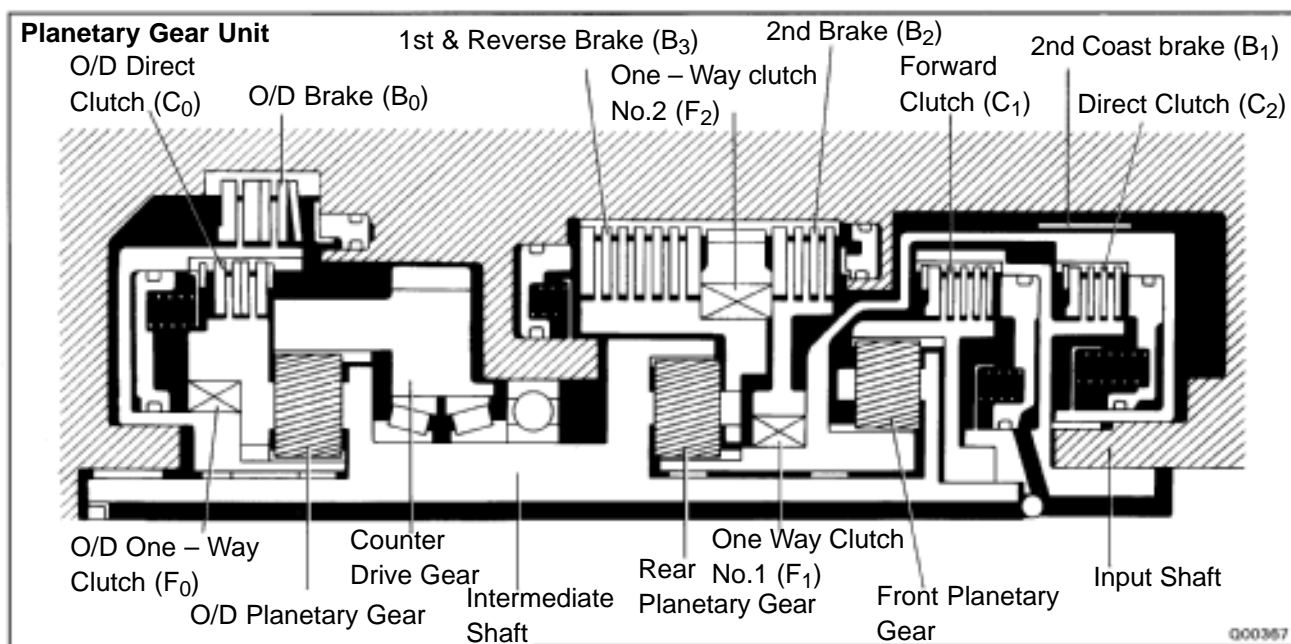 Planetary Gear Unit
O/D Direct
Clutch (C₀)
O/D Brake (B₀)
1st & Reverse Brake (B₃)
One – Way clutch
No.2 (F₂)
2nd Brake (B₂)
Forward
Clutch (C₁)
2nd Coast brake (B₁)
Direct Clutch (C₂)
O/D One – Way
Clutch (F₀)
O/D Planetary Gear
Counter
Drive Gear
Intermediate
Shaft
Rear
Planetary Gear
One Way Clutch
No.1 (F₁)
Front Planetary
Gear
Input Shaft
Q00367